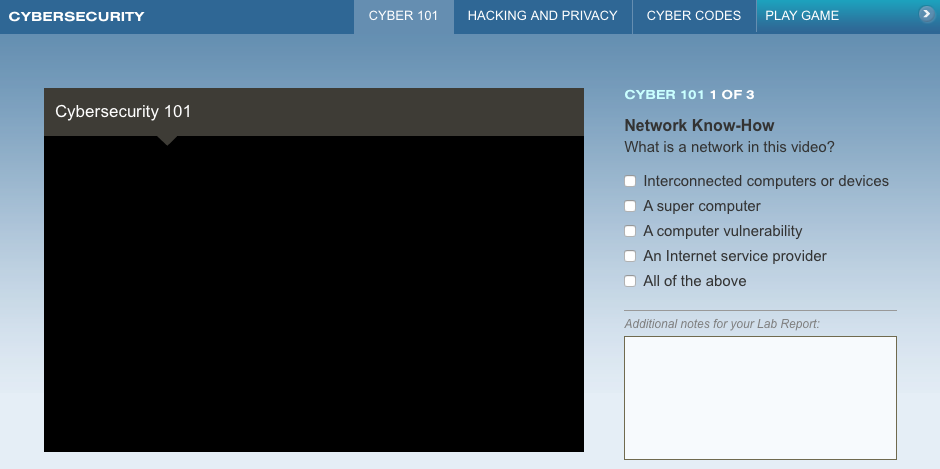 CYBERSECURITY
CYBER 101
HACKING AND PRIVACY
CYBER CODES
PLAY GAME
Cybersecurity 101
CYBER 101 1 OF 3
Network Know-How
What is a network in this video?
Interconnected computers or devices
A super computer
A computer vulnerability
An Internet service provider
All of the above
Additional notes for your Lab Report: